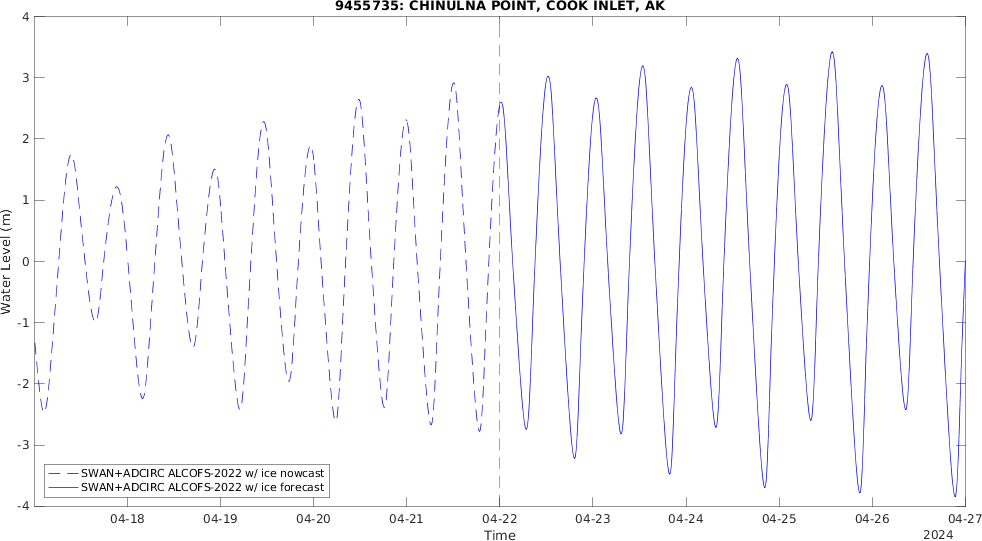 9455735: CHINULNA POINT, COOK INLET, AK
4
3
2
1
0
-1
-2
-3
-4
Water Level (m)
SWAN+ADCIRC ALCOFS-2022 w/ ice nowcast
SWAN+ADCIRC ALCOFS-2022 w/ ice forecast
04-18 04-19 04-20 04-21 04-22 04-23 04-24 04-25 04-26 04-27
Time
2024